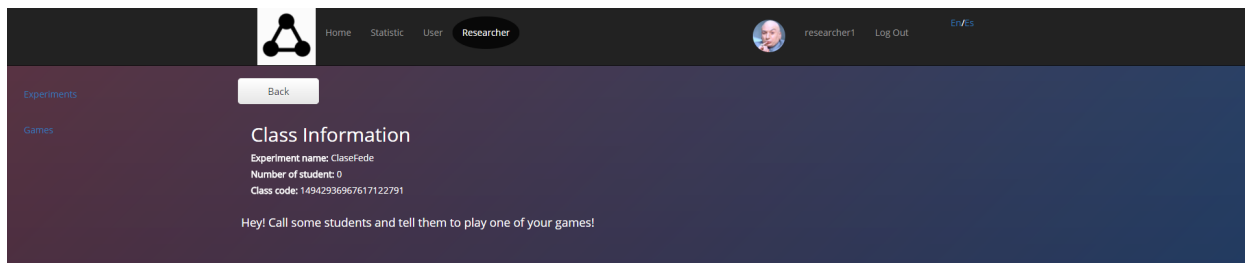 Home Statistic User Researcher researcher1 Log Out En/Es
Experiments
Games
Back
Class Information
Experiment name: ClaseFede
Number of student: 0
Class code: 14942936967617122791
Hey! Call some students and tell them to play one of your games!